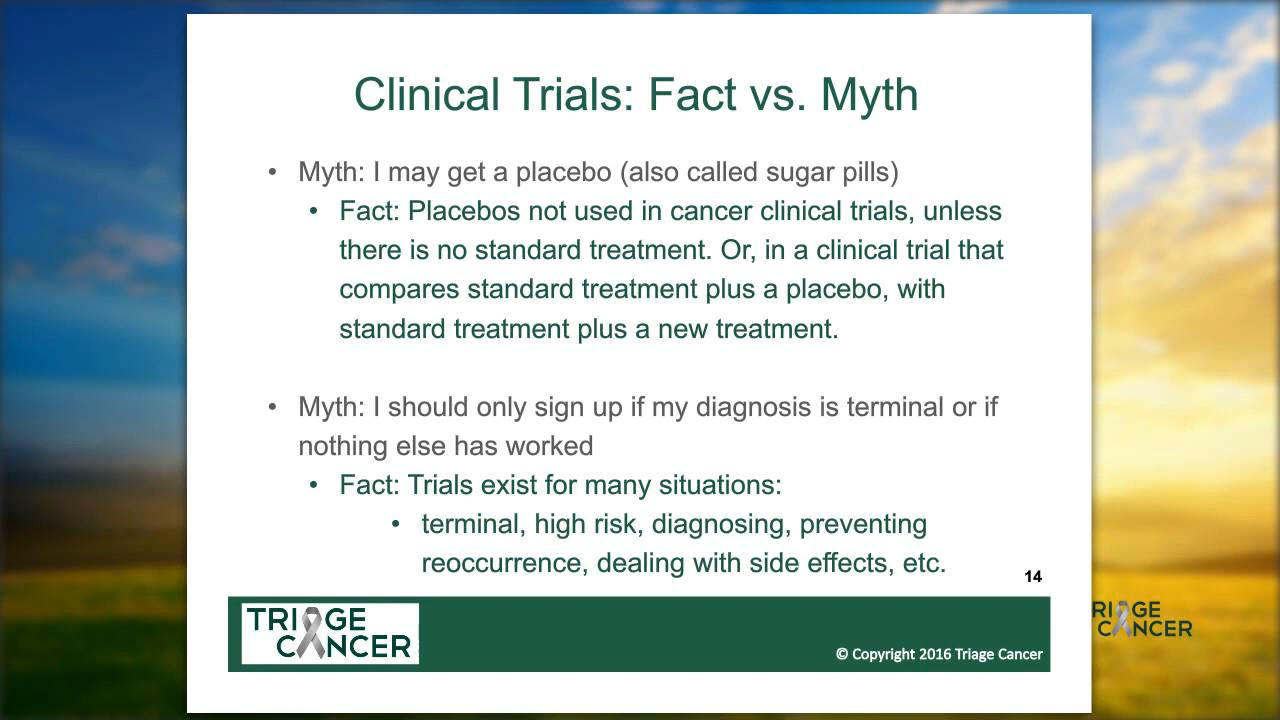 Clinical Trials: Fact vs. Myth
• Myth: I may get a placebo (also called sugar pills)
• Fact: Placebos not used in cancer clinical trials, unless
there is no standard treatment. Or, in a clinical trial that
compares standard treatment plus a placebo, with
standard treatment plus a new treatment.
• Myth: I should only sign up if my diagnosis is terminal or if
nothing else has worked
• Fact: Trials exist for many situations:
• terminal, high risk, diagnosing, preventing
reoccurrence, dealing with side effects, etc.
14
TRIAGE
CANCER
© Copyright 2016 Triage Cancer
RIAGE
CANCER